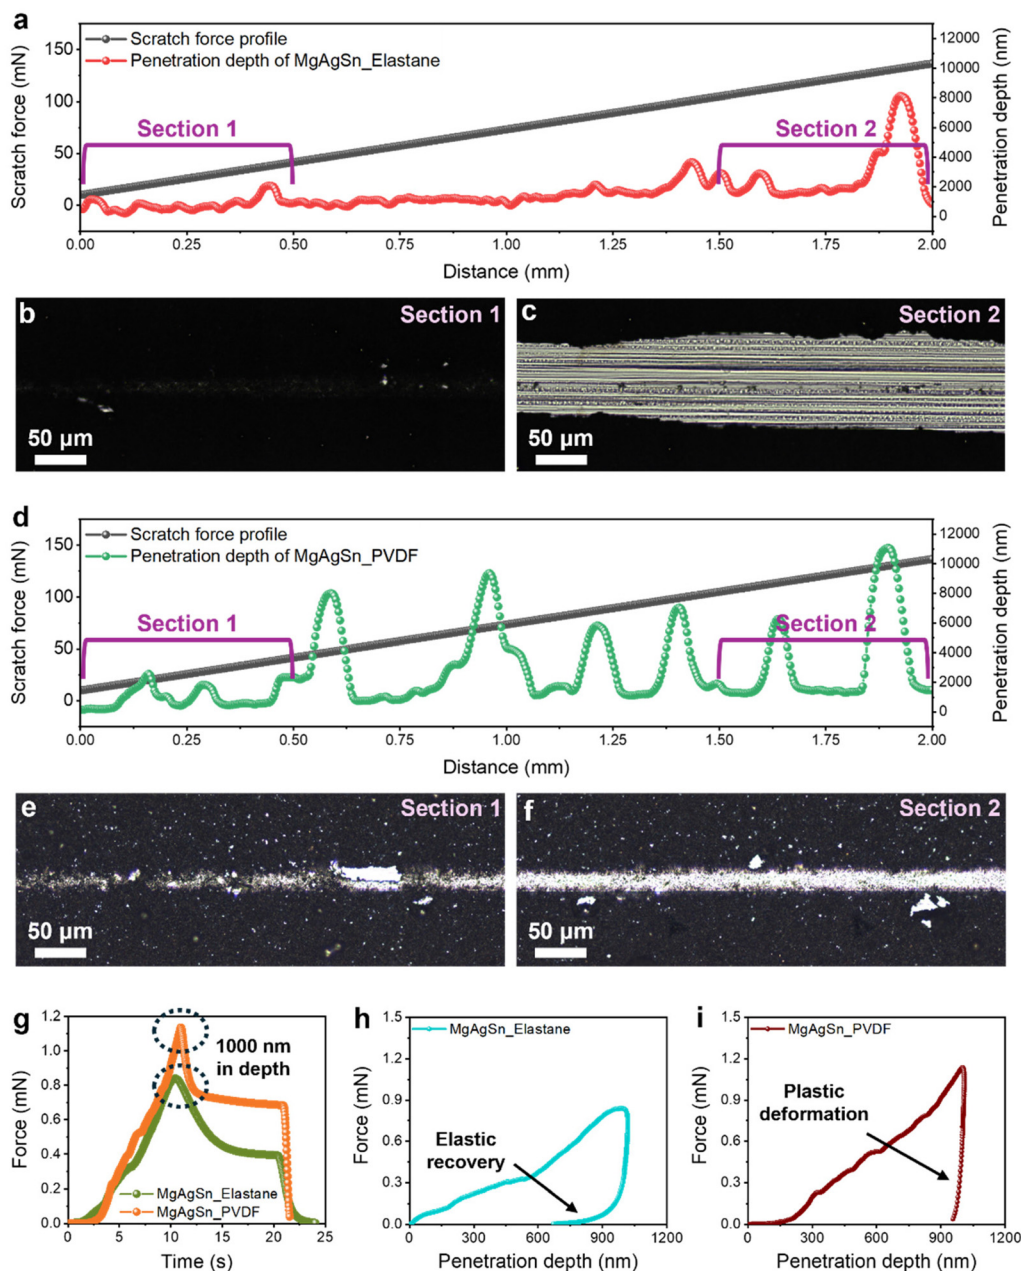 a
Scratch force profile
Penetration depth of MgAgSn_Elastane
Section 1
Section 2
Scratch force (mN)
150
100
50
0
Penetration depth (nm)
12000
10000
8000
6000
4000
2000
0
0.00 0.25 0.50 0.75 1.00 1.25 1.50 1.75 2.00
Distance (mm)
b
Section 1
50 µm
c
Section 2
50 µm
d
Scratch force profile
Penetration depth of MgAgSn_PVDF
Section 1
Section 2
Scratch force (mN)
150
100
50
0
Penetration depth (nm)
12000
10000
8000
6000
4000
2000
0
0.00 0.25 0.50 0.75 1.00 1.25 1.50 1.75 2.00
Distance (mm)
e
Section 1
50 µm
f
Section 2
50 µm
g
Force (mN)
1.2
1.0
0.8
0.6
0.4
0.2
0.0
1000 nm
in depth
MgAgSn_Elastane
MgAgSn_PVDF
0 5 10 15 20 25
Time (s)
h
MgAgSn_Elastane
Force (mN)
1.5
1.2
0.9
0.6
0.3
0.0
Elastic
recovery
0 300 600 900 1200
Penetration depth (nm)
i
MgAgSn_PVDF
Force (mN)
1.5
1.2
0.9
0.6
0.3
0.0
Plastic
deformation
0 300 600 900 1200
Penetration depth (nm)